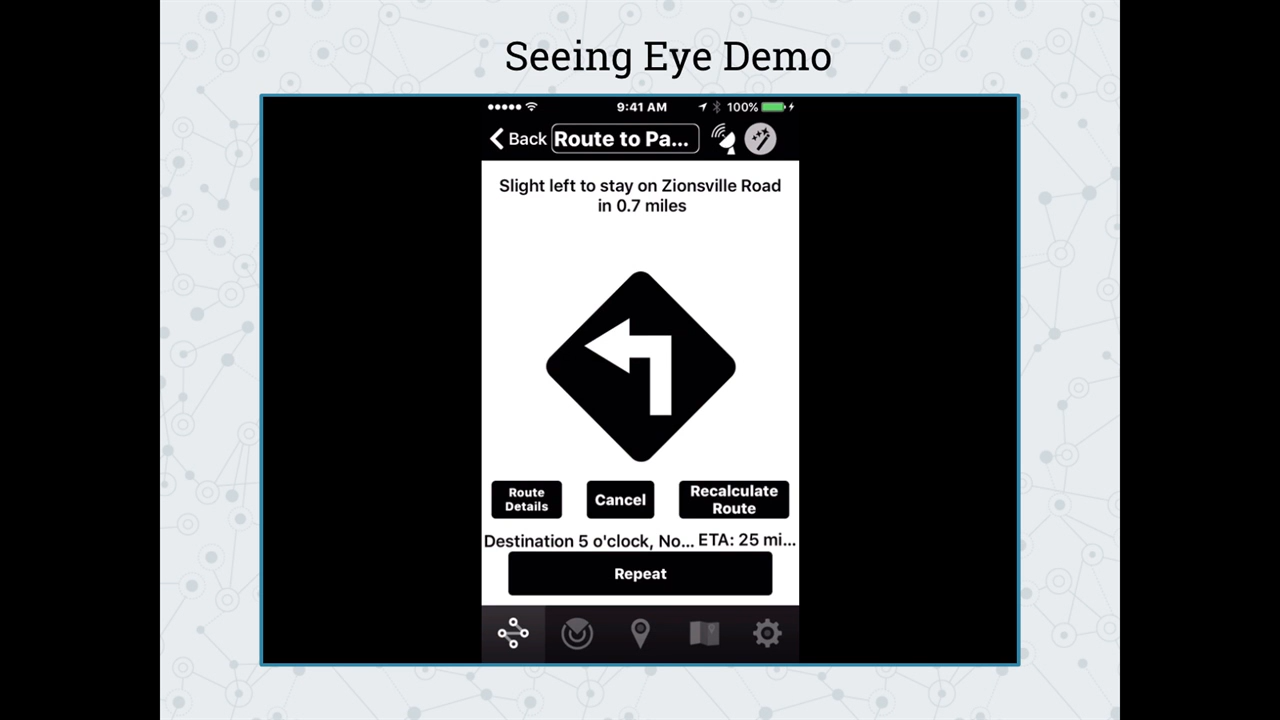 Seeing Eye Demo
9:41 AM
100%
Back
Route to Pa...
Slight left to stay on Zionsville Road
in 0.7 miles
Route
Details
Cancel
Recalculate
Route
Destination 5 o'clock, No... ETA: 25 mi...
Repeat